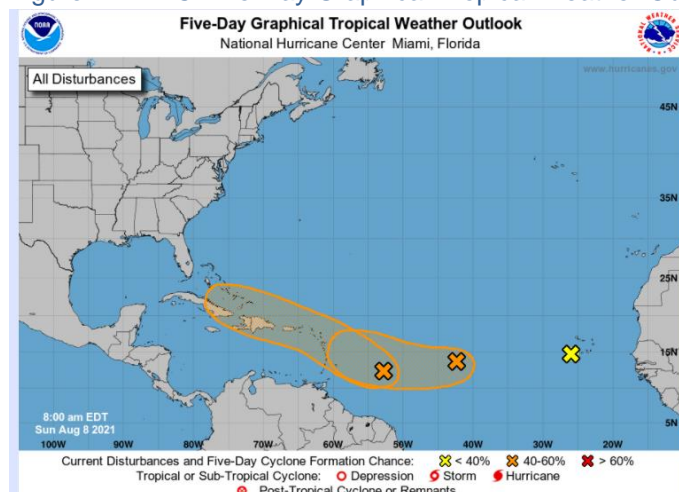 Five-Day Graphical Tropical Weather Outlook
National Hurricane Center Miami, Florida
All Disturbances
www.hurricanes.gov
45N
35N
25N
15N
5N
8:00 am EDT
Sun Aug 8 2021
100W 90W 80W 70W 60W 50W 40W 30W 20W
Current Disturbances and Five-Day Cyclone Formation Chance: < 40% 40-60% > 60%
Tropical or Sub-Tropical Cyclone: Depression Storm Hurricane
Post-Tropical Cyclone or Remnants